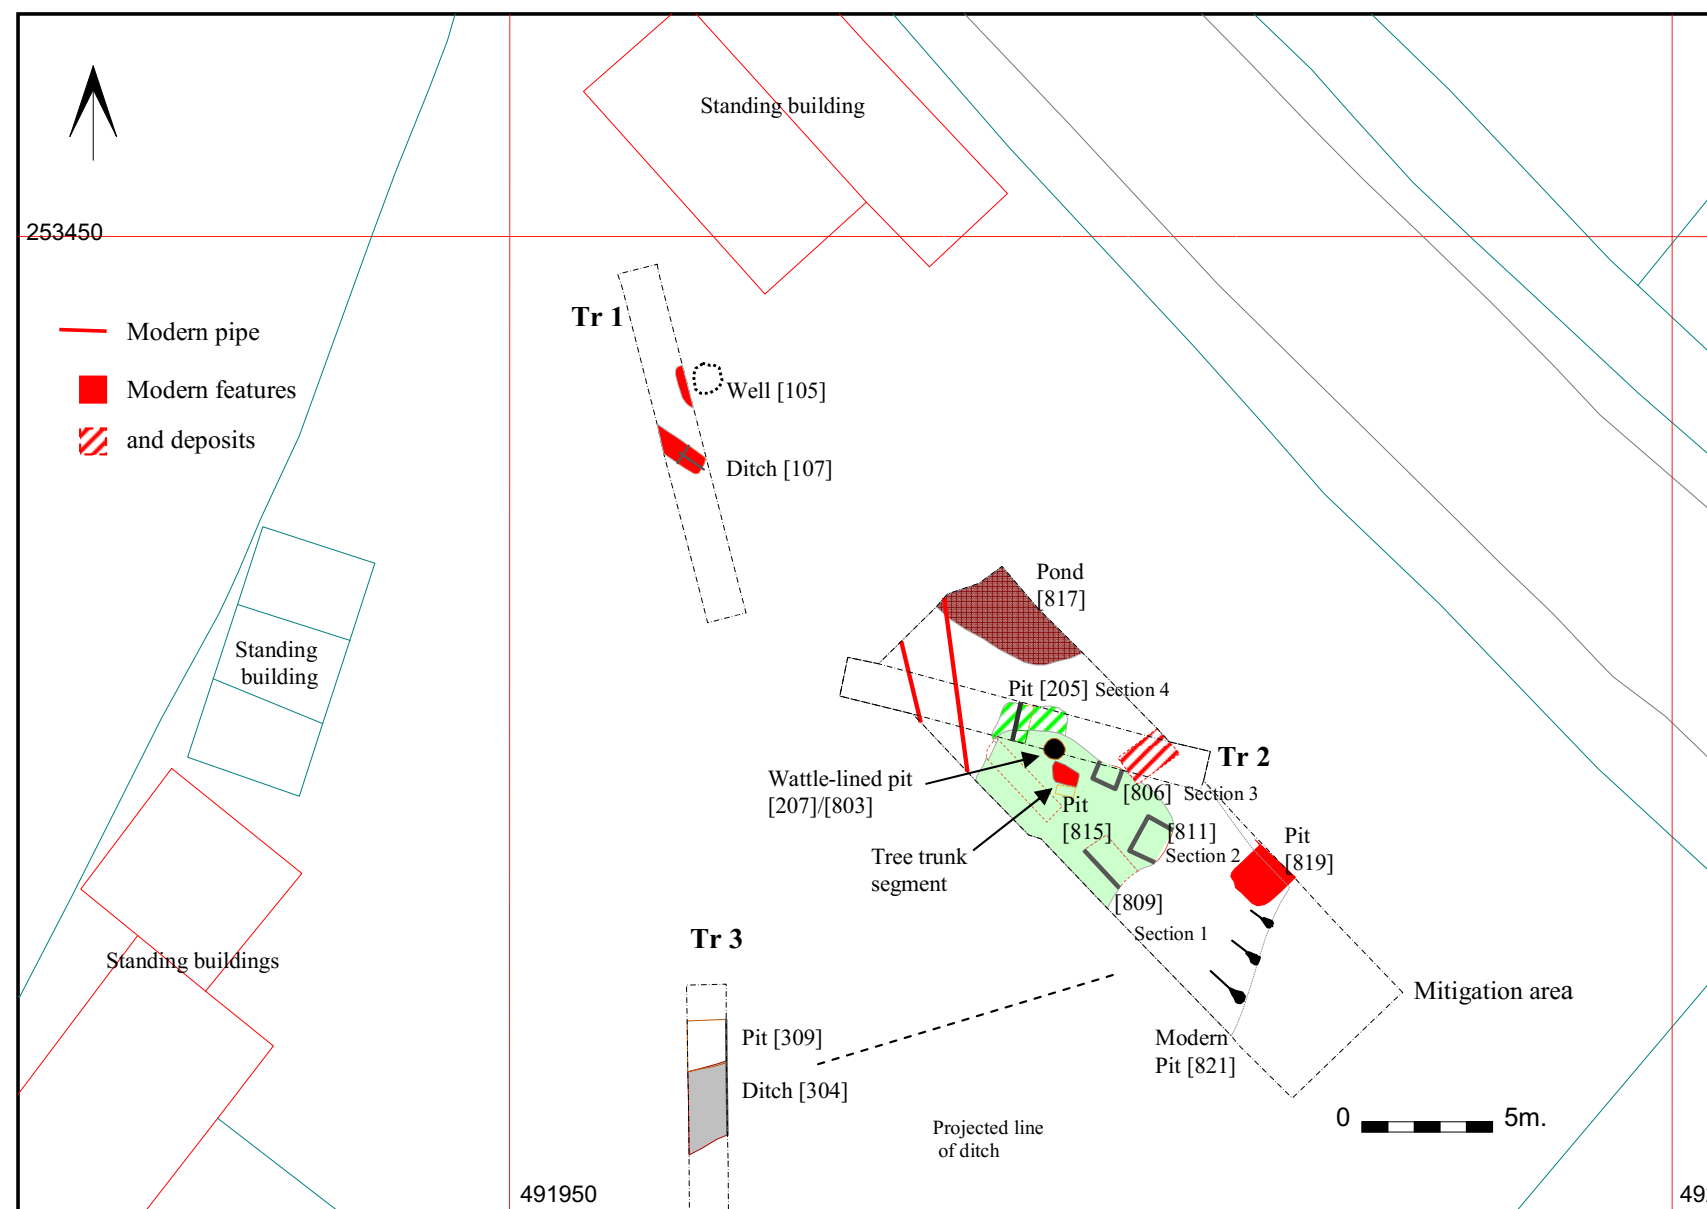 Standing building
253450
Tr 1
Modern pipe
Modern features
and deposits
Well [105]
Ditch [107]
Pond
[817]
Standing
building
Pit [205] Section 4
Tr 2
Wattle-lined pit
[207]/[803]
[806] Section 3
Pit
[815]
[811]
Section 2
Pit
[819]
Tree trunk
segment
[809]
Section 1
Tr 3
Standing buildings
Mitigation area
Pit [309]
Modern
Pit [821]
Ditch [304]
0 5m.
Projected line
of ditch
491950
49